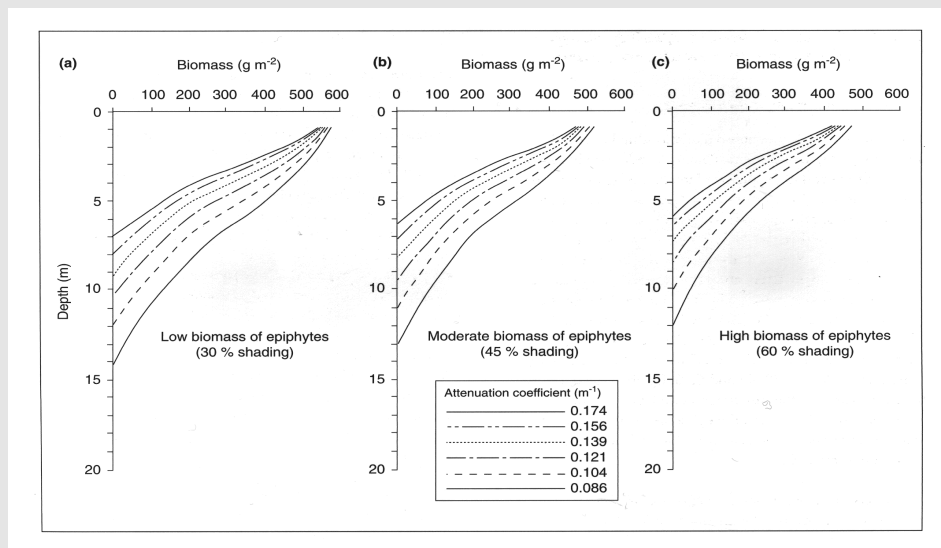 (a)
Biomass (g m-2)
0 100 200 300 400 500 600
0
5
10
15
20
Depth (m)
Low biomass of epiphytes
(30 % shading)
(b)
Biomass (g m-2)
0 100 200 300 400 500 600
0
5
10
15
20
Moderate biomass of epiphytes
(45 % shading)
(c)
Biomass (g m-2)
0 100 200 300 400 500 600
0
5
10
15
20
High biomass of epiphytes
(60 % shading)
Attenuation coefficient (m-1)
0.174
0.156
0.139
0.121
0.104
0.086